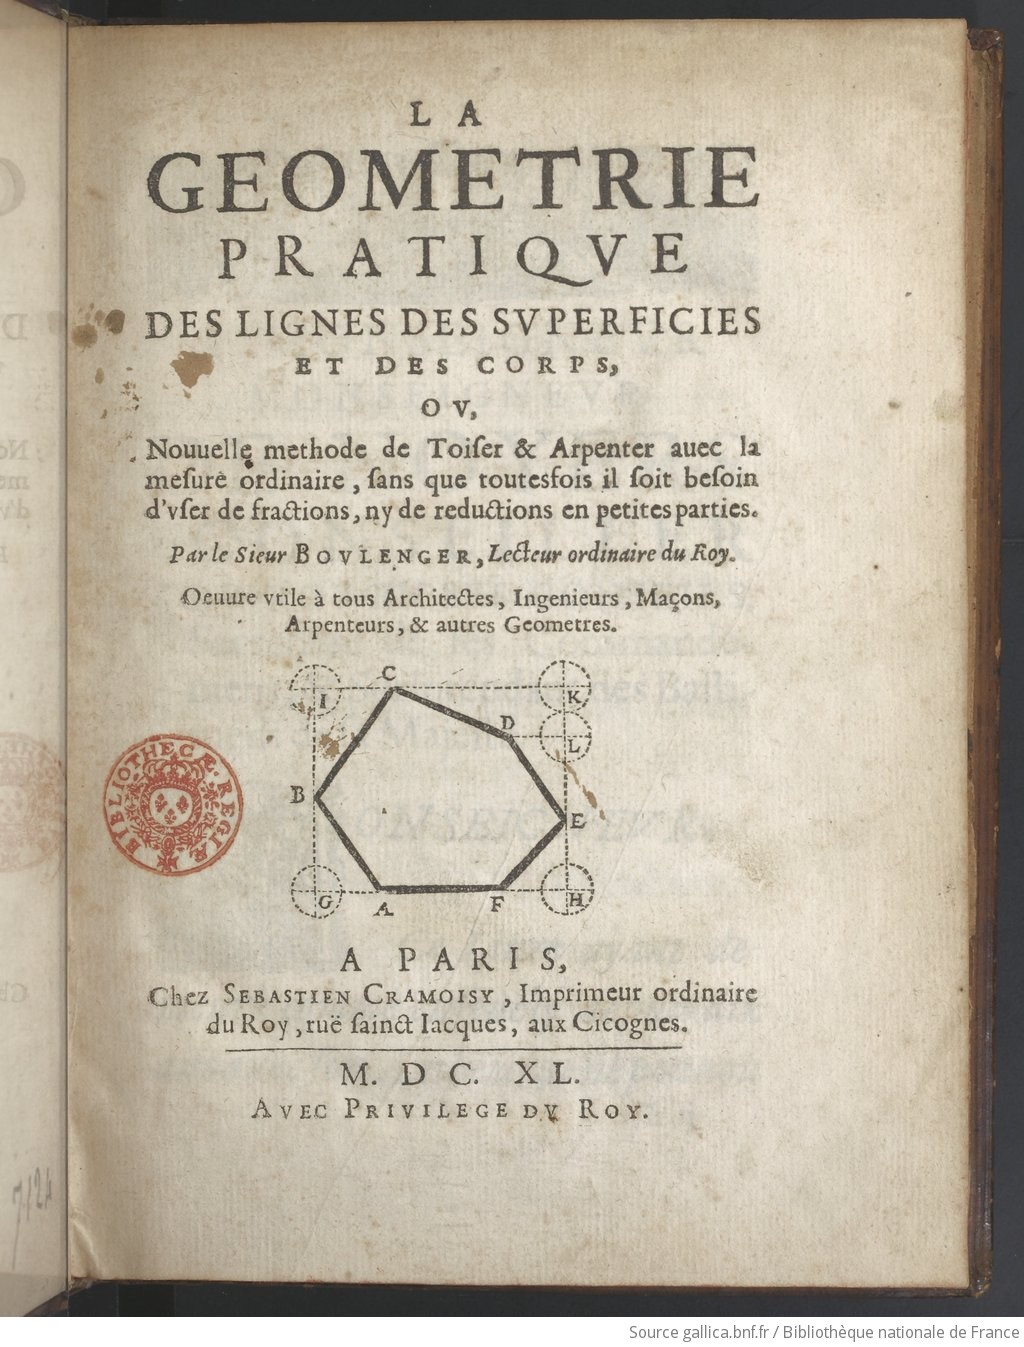 LA
GEOMETRIE
PRATIQVE
DES LIGNES DES SVPERFICIES
ET DES CORPS,
OV,
Nouuelle methode de Toiſer & Arpenter auec la
meſure ordinaire, ſans que toutesfois il ſoit beſoin
d'vſer de fractions, ny de reductions en petites parties.
Par le Sieur BOVLENGER, Lecteur ordinaire du Roy.
Oeuure vtile à tous Architectes, Ingenieurs, Maçons,
Arpenteurs, & autres Geometres.
C
I
K
D
L
B
E
G
A
F
H
BIBLIOTHECÆ REGIÆ
A PARIS,
Chez SEBASTIEN CRAMOISY, Imprimeur ordinaire
du Roy, ruë ſainct Iacques, aux Cicognes.
M. DC. XL.
AVEC PRIVILEGE DV ROY.
Source gallica.bnf.fr / Bibliothèque nationale de France